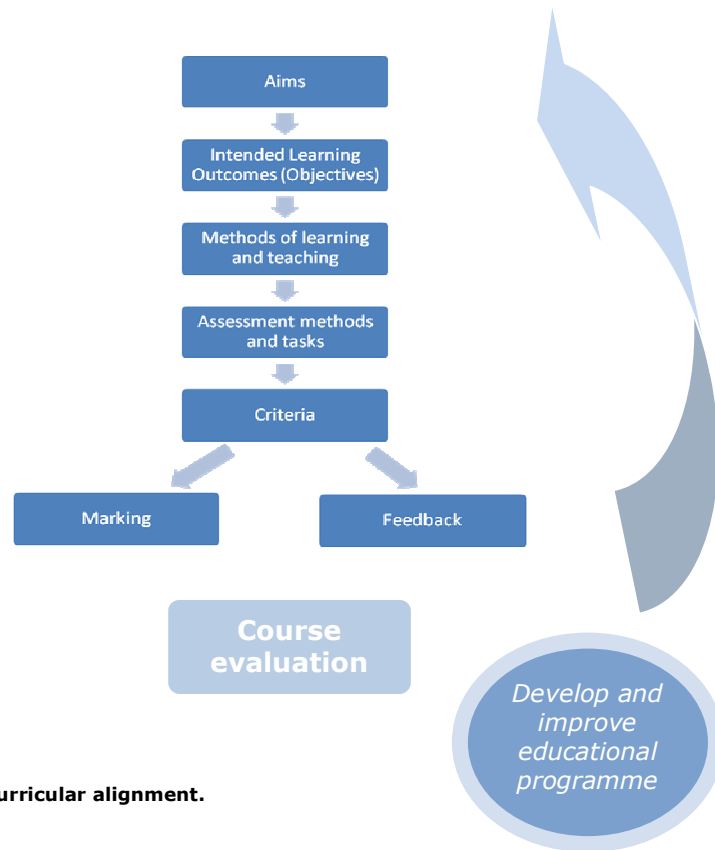 Aims
Intended Learning
Outcomes (Objectives)
Methods of learning
and teaching
Assessment methods
and tasks
Criteria
Marking
Feedback
Course
evaluation
Develop and
improve
educational
programme
urricular alignment.